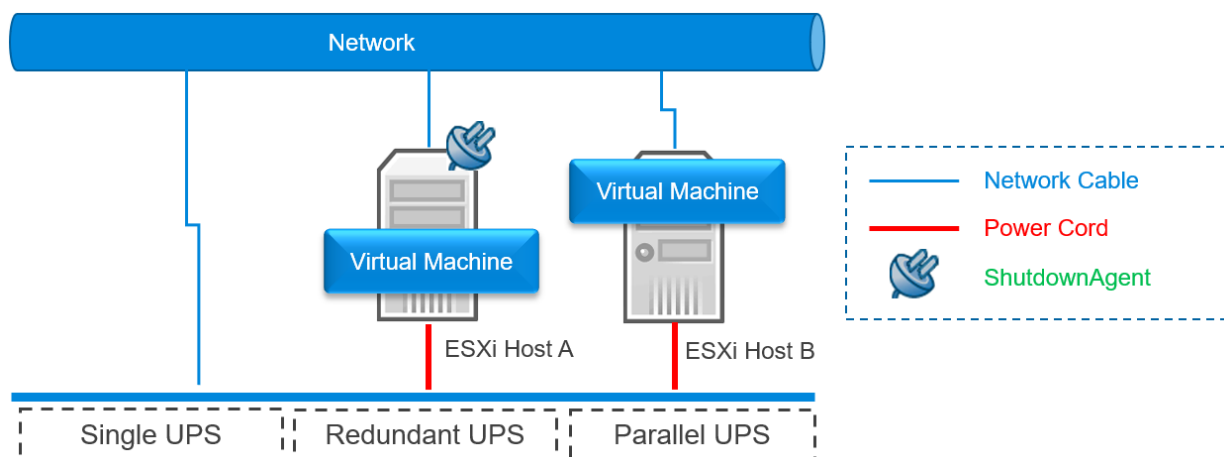 Network
Virtual Machine
Virtual Machine
ESXi Host A
ESXi Host B
Single UPS
Redundant UPS
Parallel UPS
Network Cable
Power Cord
ShutdownAgent